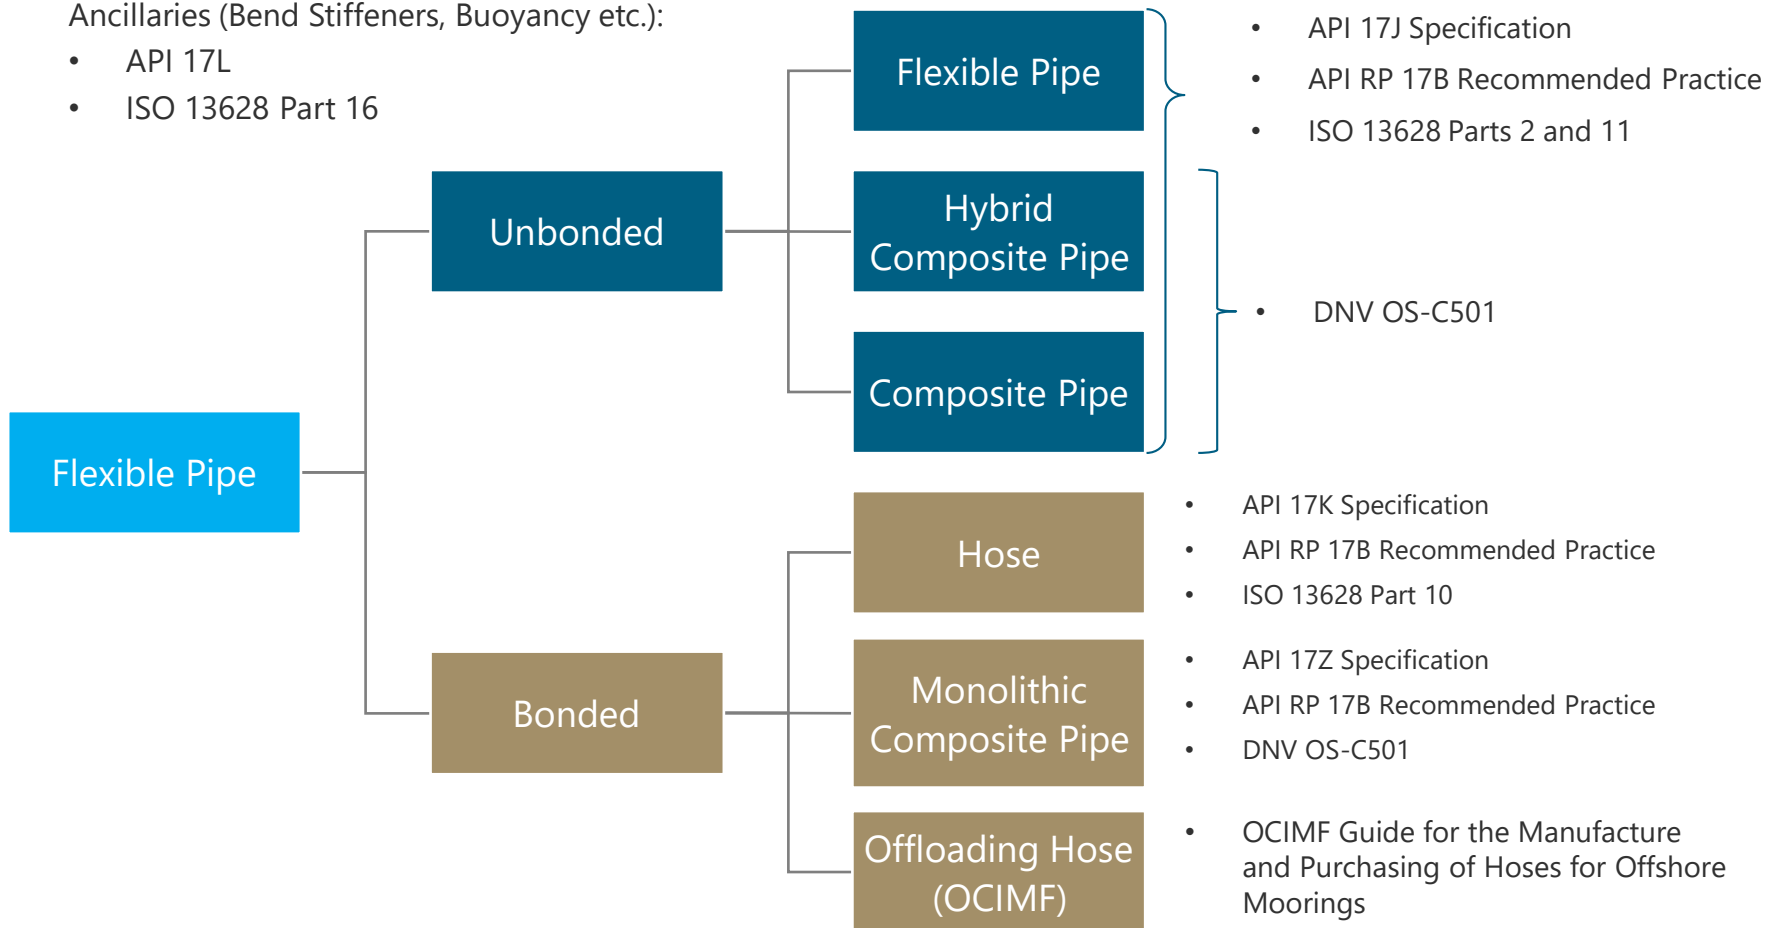 Ancillaries (Bend Stiffeners, Buoyancy etc.):
• API 17L
• ISO 13628 Part 16
Flexible Pipe
Unbonded
Flexible Pipe
Hybrid
Composite Pipe
Composite Pipe
• API 17J Specification
• API RP 17B Recommended Practice
• ISO 13628 Parts 2 and 11
• DNV OS-C501
Bonded
Hose
• API 17K Specification
• API RP 17B Recommended Practice
• ISO 13628 Part 10
Monolithic
Composite Pipe
• API 17Z Specification
• API RP 17B Recommended Practice
• DNV OS-C501
Offloading Hose
(OCIMF)
• OCIMF Guide for the Manufacture
and Purchasing of Hoses for Offshore
Moorings